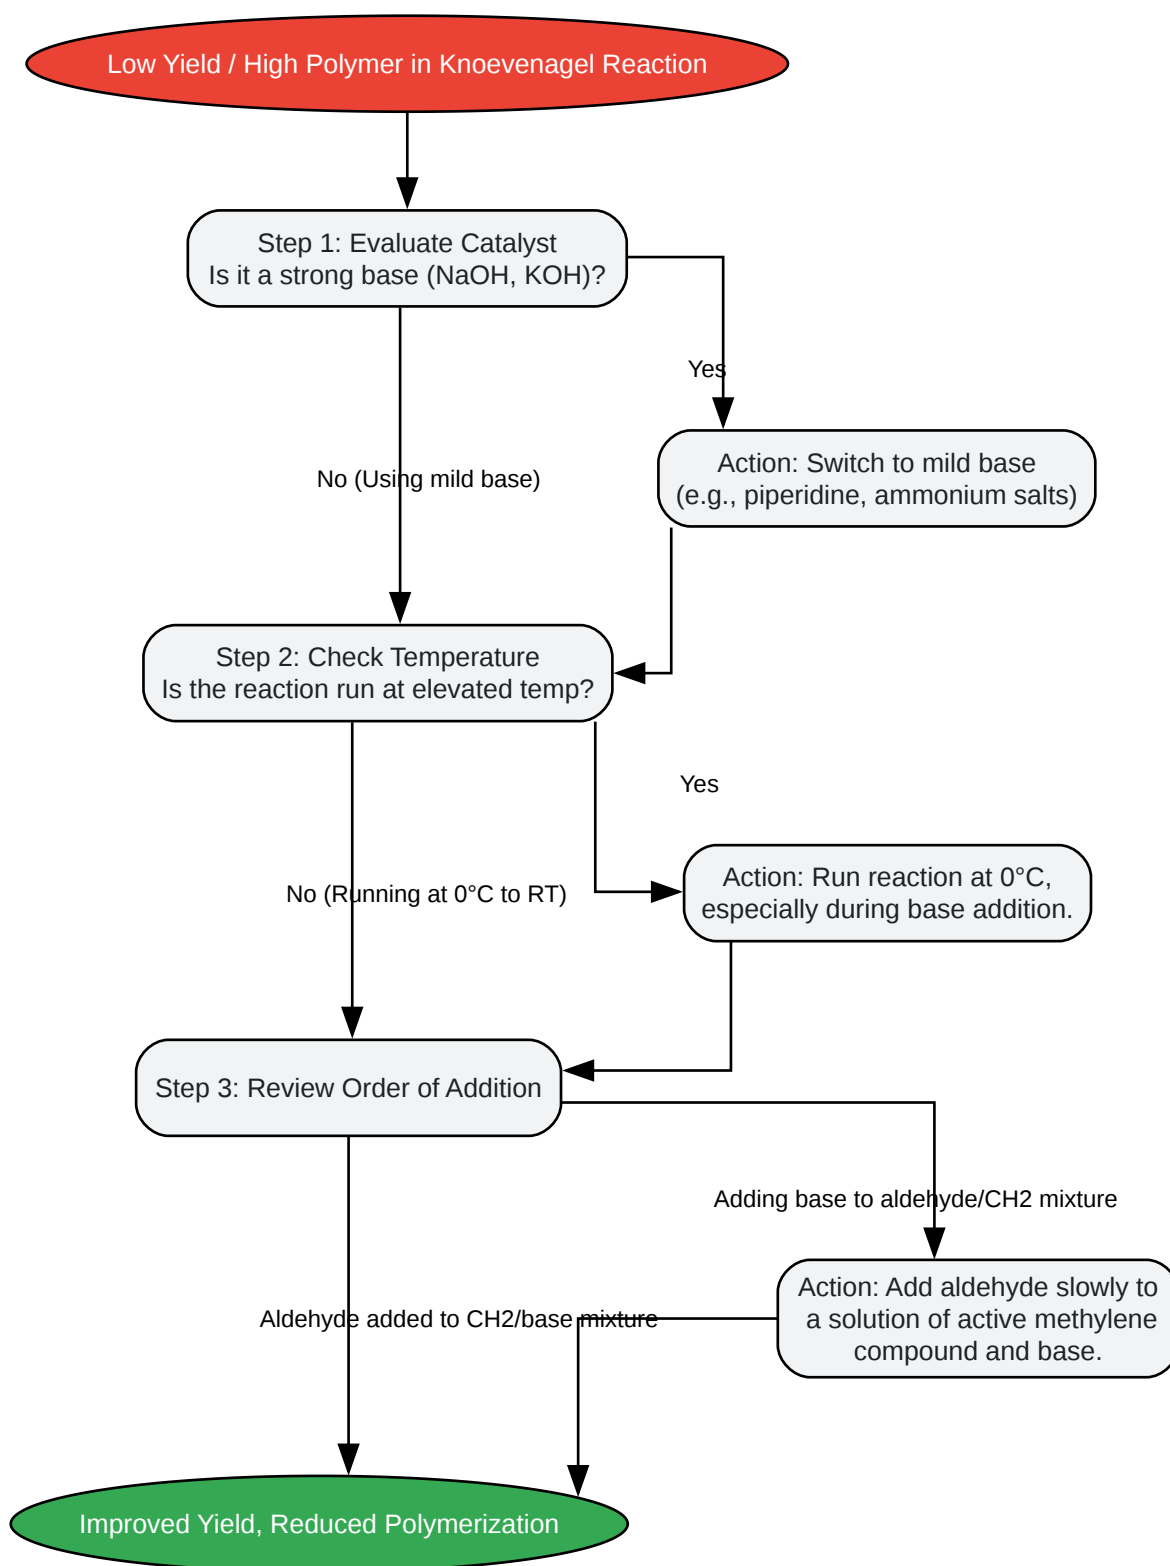 Low Yield / High Polymer in Knoevenagel Reaction
Step 1: Evaluate Catalyst
Is it a strong base (NaOH, KOH)?
Yes
Action: Switch to mild base
(e.g., piperidine, ammonium salts)
No (Using mild base)
Step 2: Check Temperature
Is the reaction run at elevated temp?
Yes
Action: Run reaction at 0°C,
especially during base addition.
No (Running at 0°C to RT)
Step 3: Review Order of Addition
Adding base to aldehyde/CH2 mixture
Action: Add aldehyde slowly to
a solution of active methylene
compound and base.
Aldehyde added to CH2/base mixture
Improved Yield, Reduced Polymerization